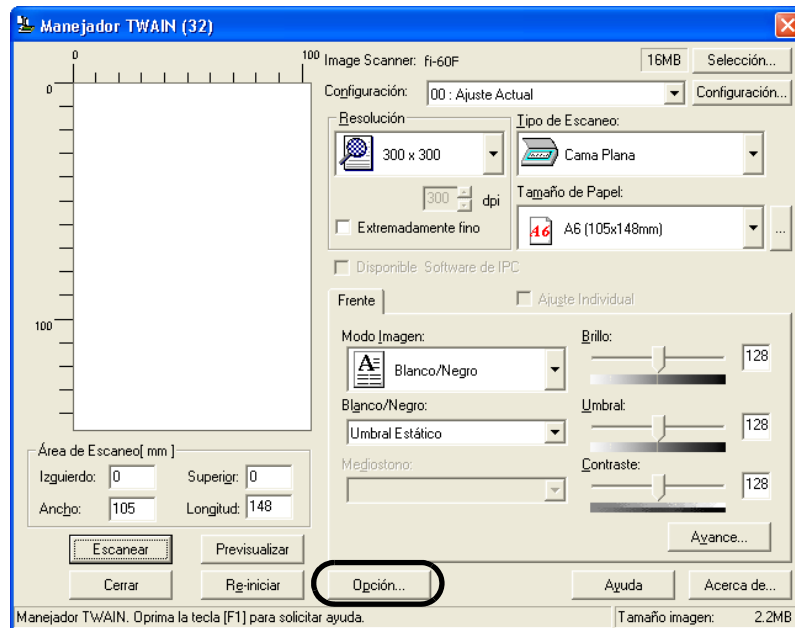 Manejador TWAIN (32)
0 100
0
100
Image Scanner: fi-60F 16MB Selección...
Configuración: 00 : Ajuste Actual Configuración...
Resolución
300 x 300
300 dpi
Extremadamente fino
Tipo de Escaneo:
Cama Plana
Tamaño de Papel:
A6 A6 (105x148mm) ...
Disponible Software de IPC
Frente Ajuste Individual
Modo Imagen:
A Blanco/Negro
Blanco/Negro:
Umbral Estático
Mediostono:
Brillo:
128
Umbral:
128
Contraste:
128
Avance...
Área de Escaneo[ mm ]
Izquierdo: 0 Superior: 0
Ancho: 105 Longitud: 148
Escanear Previsualizar
Cerrar Re-iniciar Opción... Ayuda Acerca de...
Manejador TWAIN. Oprima la tecla [F1] para solicitar ayuda. Tamaño imagen: 2.2MB